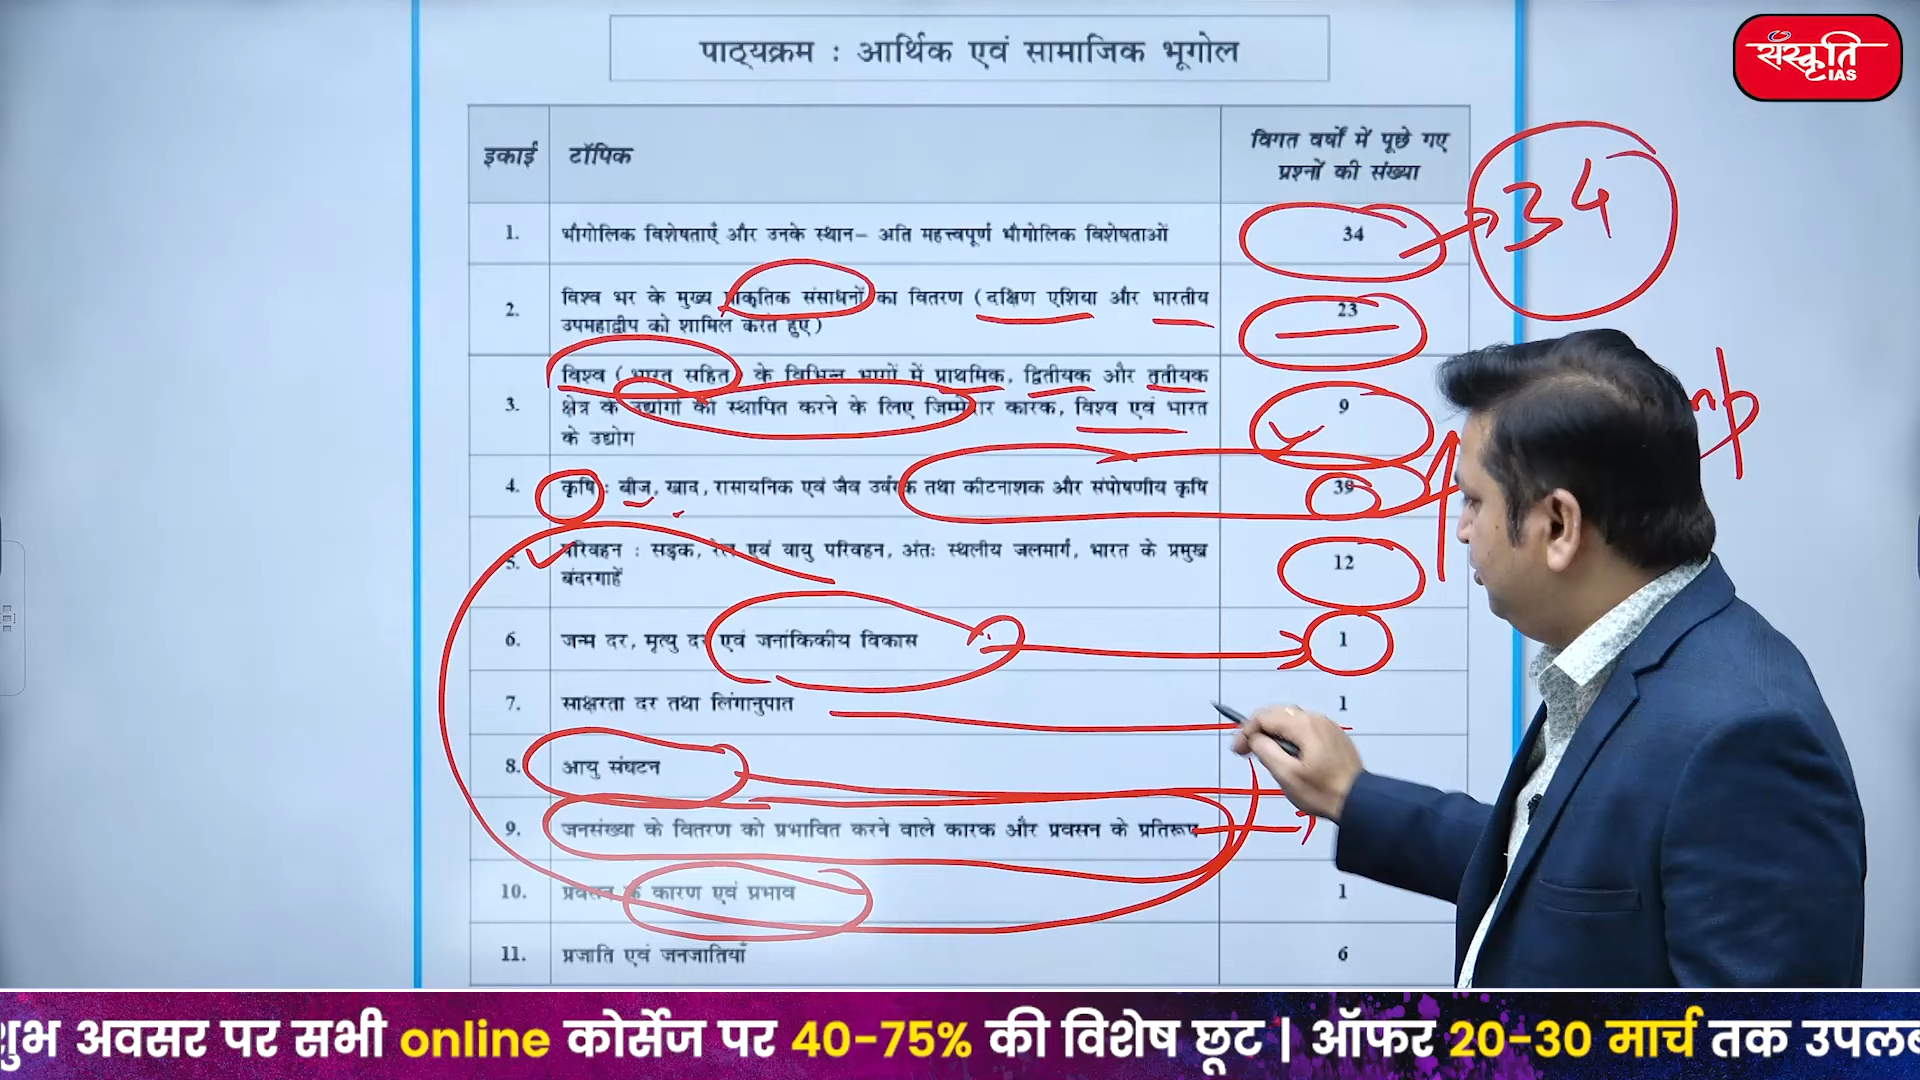 पाठ्यक्रम : आर्थिक एवं सामाजिक भूगोल
संस्कृति
IAS
इकाई टॉपिक विगत वर्षों में पूछे गए
प्रश्नों की संख्या
34
1. भौगोलिक विशेषताएँ और उनके स्थान– अति महत्त्वपूर्ण भौगोलिक विशेषताओं 34
2. विश्व भर के मुख्य प्राकृतिक संसाधनों का वितरण (दक्षिण एशिया और भारतीय 23
उपमहाद्वीप को शामिल करते हुए)
विश्व (भारत सहित) के विभिन्न भागों में प्राथमिक, द्वितीयक और तृतीयक
3. क्षेत्र के उद्योगों को स्थापित करने के लिए जिम्मेदार कारक, विश्व एवं भारत 9
के उद्योग
4. कृषि : बीज, खाद, रासायनिक एवं जैव उर्वरक तथा कीटनाशक और संपोषणीय कृषि 39
5. परिवहन : सड़क, रेल एवं वायु परिवहन, अंतः स्थलीय जलमार्ग, भारत के प्रमुख 12
बंदरगाहें
6. जन्म दर, मृत्यु दर एवं जनांकिकीय विकास 1
7. साक्षरता दर तथा लिंगानुपात 1
8. आयु संघटन
9. जनसंख्या के वितरण को प्रभावित करने वाले कारक और प्रवसन के प्रतिरूप
10. प्रवसन के कारण एवं प्रभाव 1
11. प्रजाति एवं जनजातियाँ 6
शुभ अवसर पर सभी online कोर्सेज पर 40-75% की विशेष छूट | ऑफर 20-30 मार्च तक